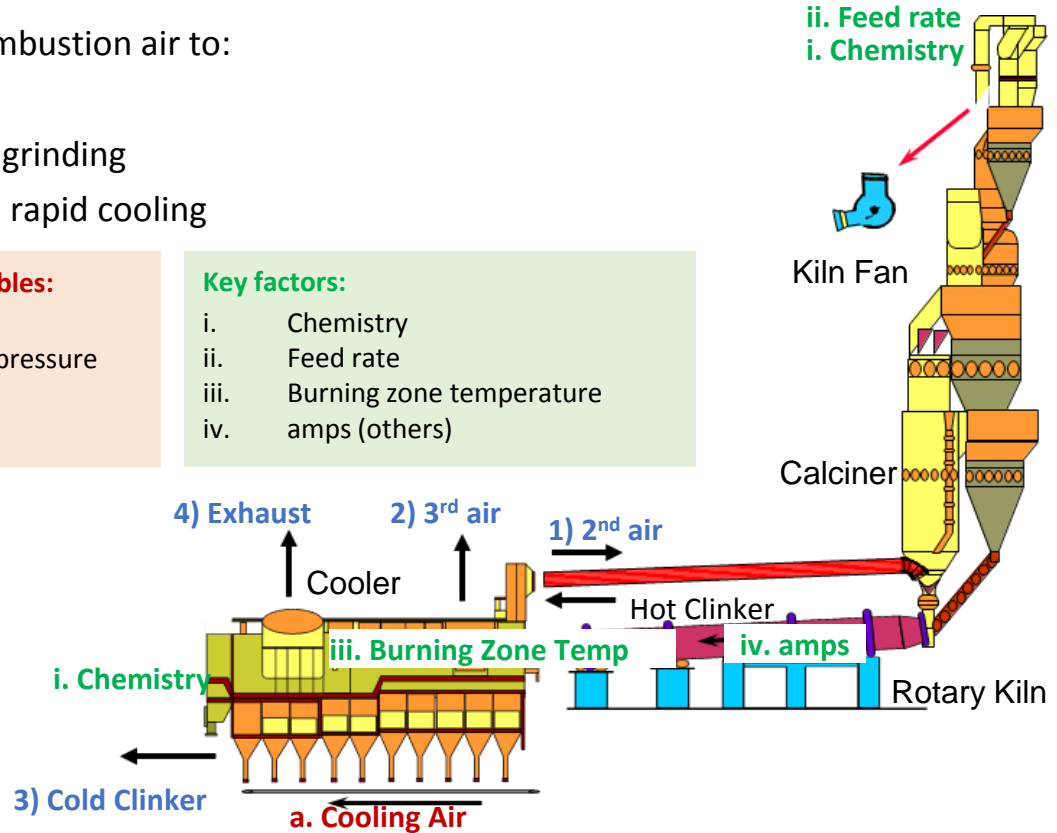 mbustion air to:
grinding
rapid cooling
bles:
pressure
Key factors:
i. Chemistry
ii. Feed rate
iii. Burning zone temperature
iv. amps (others)
ii. Feed rate
i. Chemistry
Kiln Fan
Calciner
4) Exhaust
2) 3rd air
1) 2nd air
Cooler
Hot Clinker
iii. Burning Zone Temp
iv. amps
i. Chemistry
Rotary Kiln
3) Cold Clinker
a. Cooling Air